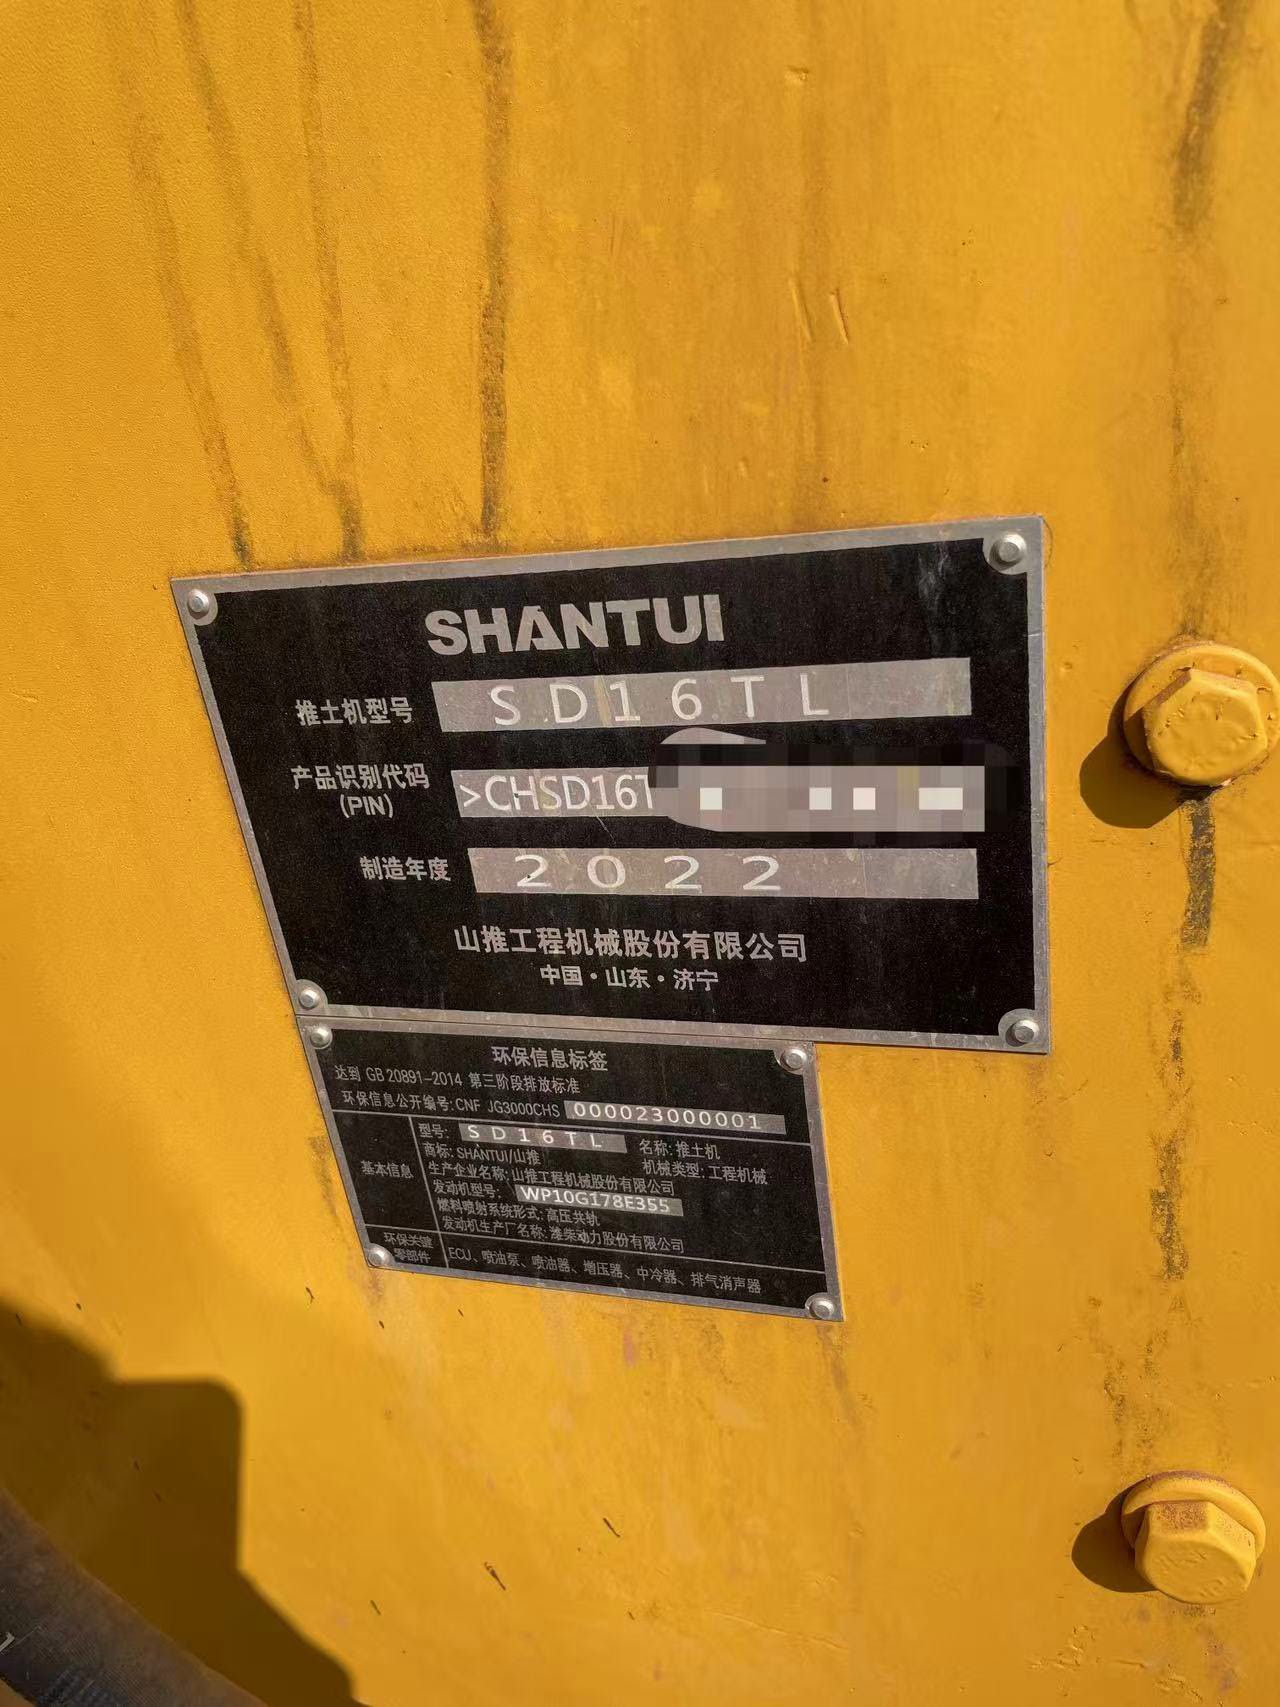 SHANTUI
推土机型号 SD16TL
产品识别代码 >CHSD16T
(PIN)
制造年度 2022
山推工程机械股份有限公司
中国·山东·济宁
环保信息标签
达到 GB 20891-2014 第三阶段排放标准
环保信息公开编号: CNF JG3000CHS 000023000001
基本信息
型号: SD16TL 名称: 推土机
商标: SHANTUI/山推 机械类型: 工程机械
生产企业名称: 山推工程机械股份有限公司
发动机型号: WP10G178E355
燃料喷射系统形式: 高压共轨
发动机生产厂名称: 潍柴动力股份有限公司
环保关键零部件 ECU、喷油泵、喷油器、增压器、中冷器、排气消声器